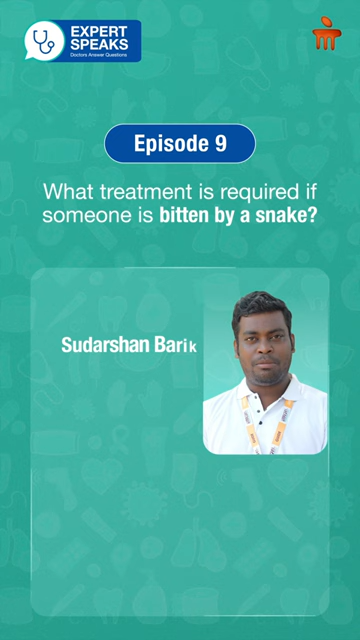 EXPERT
SPEAKS
Doctors Answer Questions
Episode 9
What treatment is required if
someone is bitten by a snake?
Sudarshan Barik